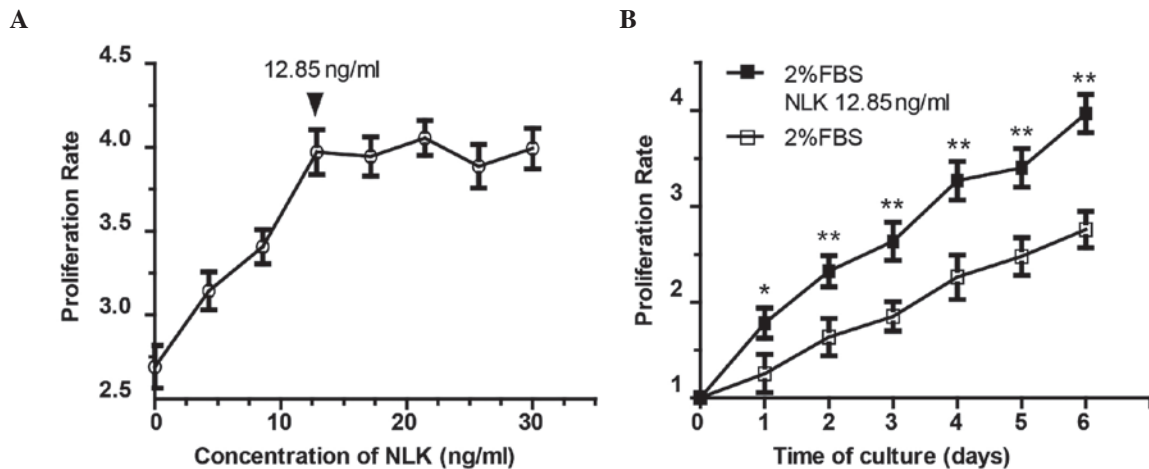 A
4.5
4.0
3.5
3.0
2.5
Proliferation Rate
12.85 ng/ml
0
10
20
30
Concentration of NLK (ng/ml)
B
4
3
2
1
Proliferation Rate
2%FBS
NLK 12.85ng/ml
2%FBS
*
**
**
**
**
**
0
1
2
3
4
5
6
Time of culture (days)